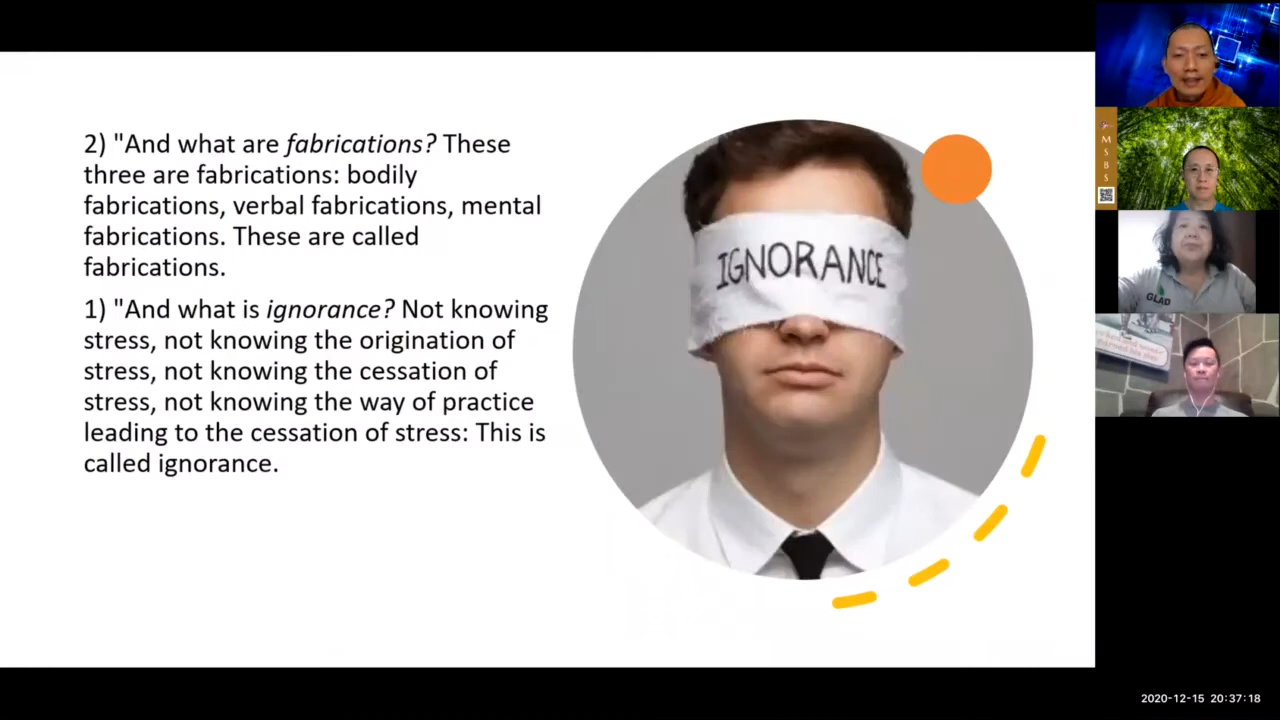 2) "And what are fabrications? These
three are fabrications: bodily
fabrications, verbal fabrications, mental
fabrications. These are called
fabrications.
1) "And what is ignorance? Not knowing
stress, not knowing the origination of
stress, not knowing the cessation of
stress, not knowing the way of practice
leading to the cessation of stress: This is
called ignorance.
IGNORANCE
M
S
B
S
GLAD
2020-12-15 20:37:18